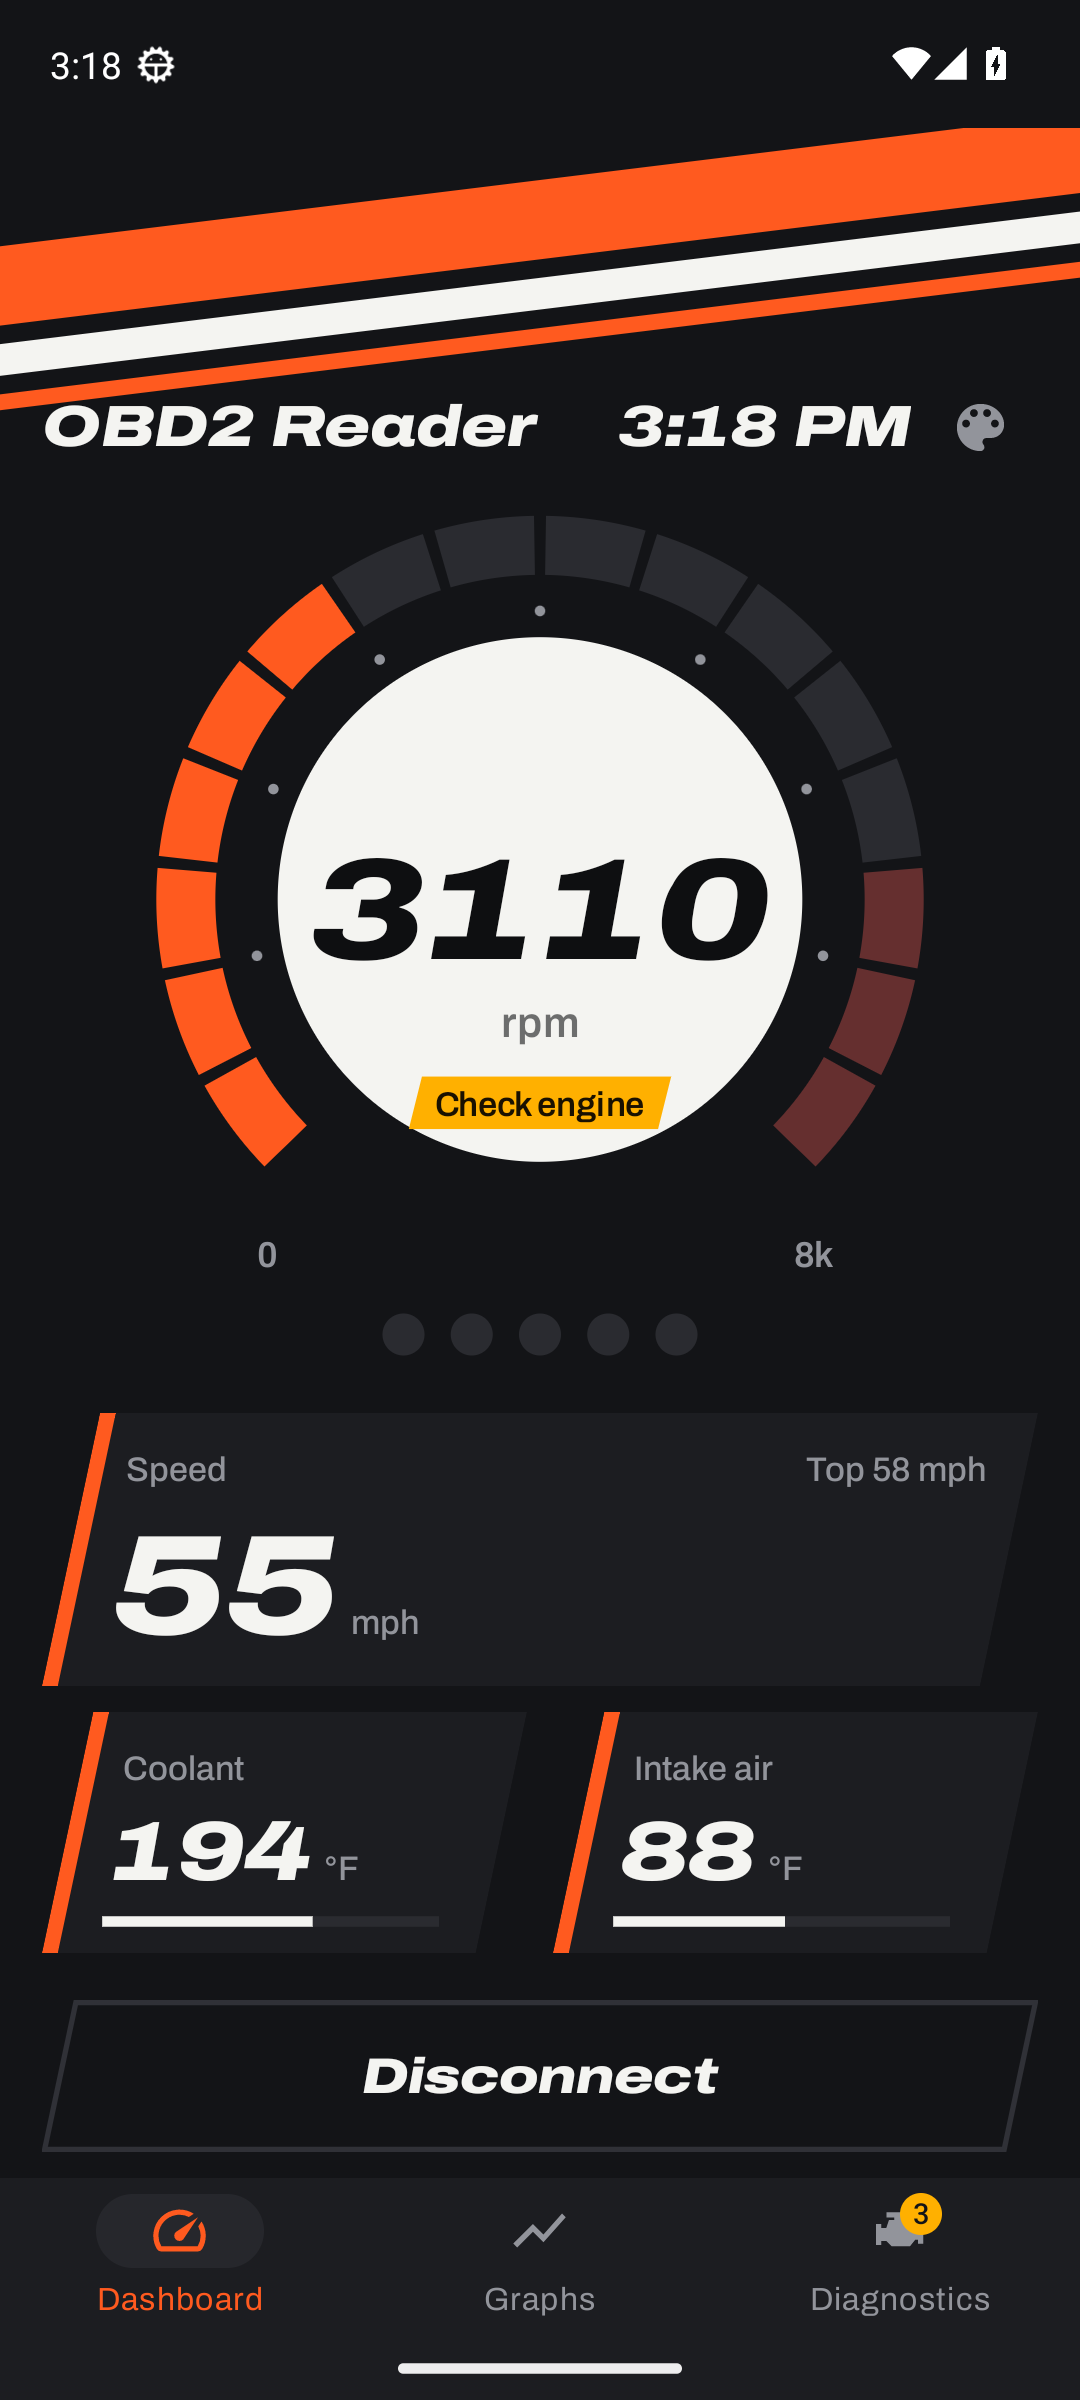 3:18
OBD2 Reader 3:18 PM
3110
rpm
Check engine
0 8k
Speed Top 58 mph
55 mph
Coolant Intake air
194 °F 88 °F
Disconnect
3
Dashboard Graphs Diagnostics